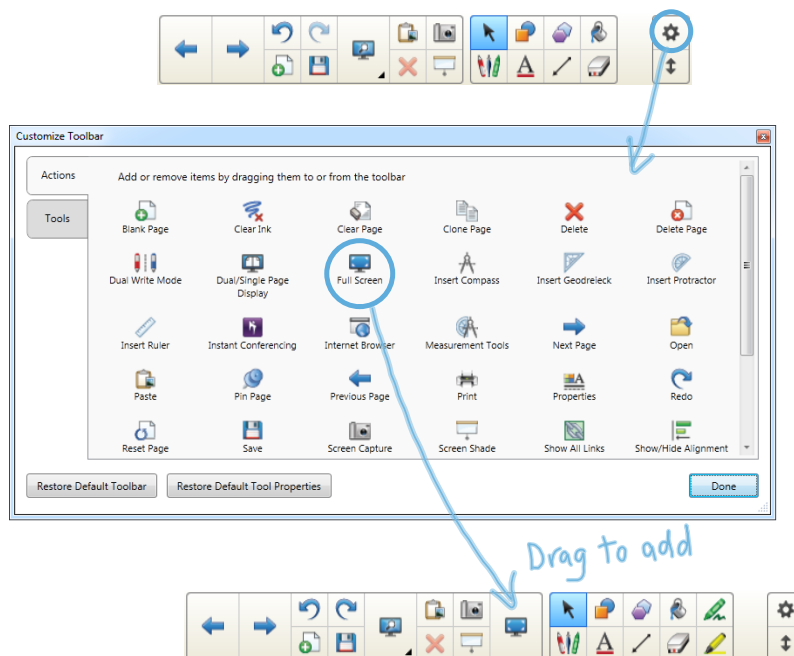 Customize Toolbar
Actions
Tools
Add or remove items by dragging them to or from the toolbar
Blank Page
Clear Ink
Clear Page
Clone Page
Delete
Delete Page
Dual Write Mode
Dual/Single Page
Display
Full Screen
Insert Compass
Insert Geodreieck
Insert Protractor
Insert Ruler
Instant Conferencing
Internet Browser
Measurement Tools
Next Page
Open
Paste
Pin Page
Previous Page
Print
Properties
Redo
Reset Page
Save
Screen Capture
Screen Shade
Show All Links
Show/Hide Alignment
Restore Default Toolbar
Restore Default Tool Properties
Done
Drag to add